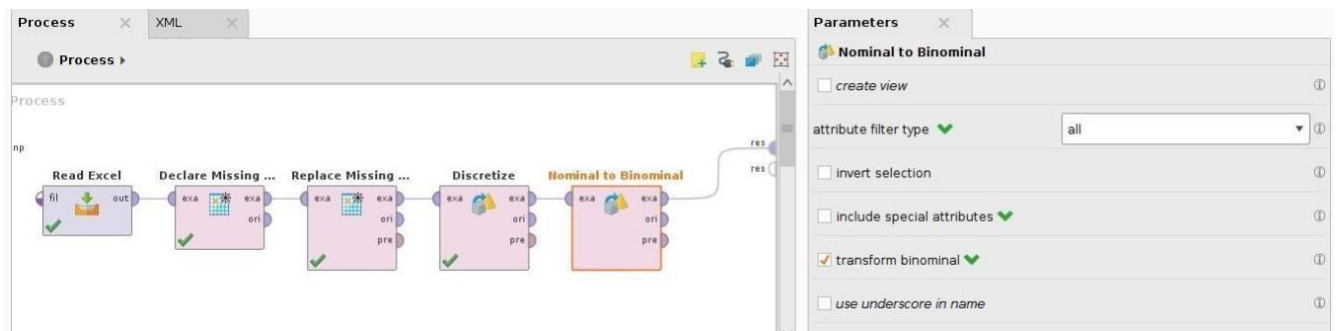 Process XML
Process
Process
np
res
res
Read Excel Declare Missing ... Replace Missing ... Discretize Nominal to Binominal
fil out exa exa exa exa exa exa exa exa
ori ori ori ori
pre pre pre
Parameters
Nominal to Binominal
create view
attribute filter type all
invert selection
include special attributes
transform binominal
use underscore in name